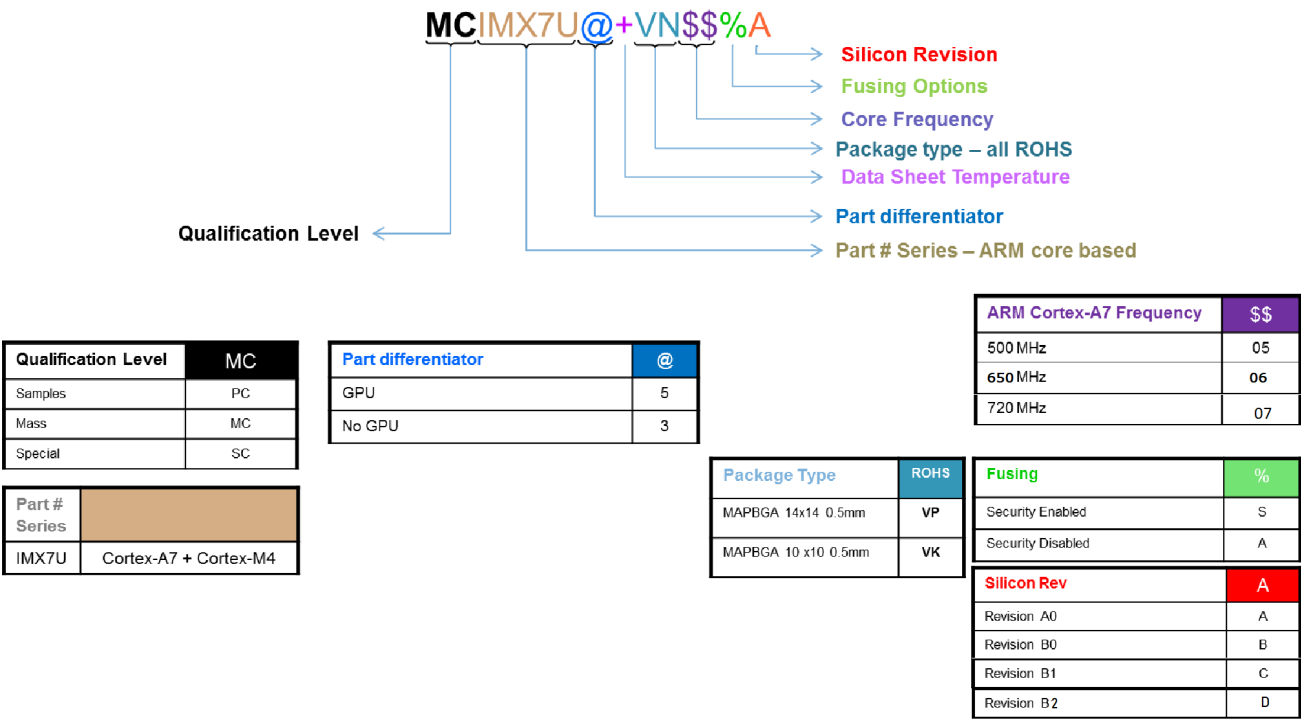 MCIMX7U@+VN$$%A
Silicon Revision
Fusing Options
Core Frequency
Package type – all ROHS
Data Sheet Temperature
Part differentiator
Qualification Level
Part # Series – ARM core based
ARM Cortex-A7 Frequency $$
500 MHz 05
650 MHz 06
720 MHz 07
Qualification Level MC
Samples PC
Mass MC
Special SC
Part differentiator @
GPU 5
No GPU 3
Part #
Series
IMX7U Cortex-A7 + Cortex-M4
Package Type ROHS
MAPBGA 14x14 0.5mm VP
MAPBGA 10 x10 0.5mm VK
Fusing %
Security Enabled S
Security Disabled A
Silicon Rev A
Revision A0 A
Revision B0 B
Revision B1 C
Revision B2 D